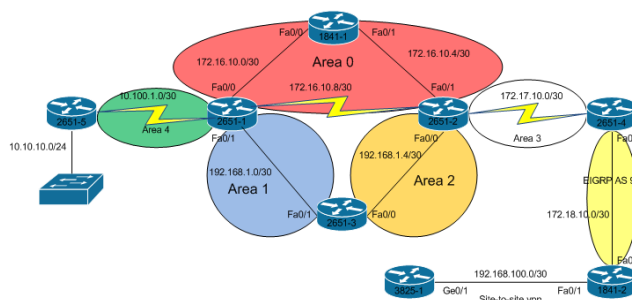 Fa0/0
1841-1
Fa0/1
172.16.10.0/30
Area 0
172.16.10.4/30
Fa0/0
172.16.10.8/30
Fa0/1
10.100.1.0/30
172.17.10.0/30
2651-5
Area 4
2651-1
2651-2
Area 3
2651-4
Fa0/1
Fa0/0
10.10.10.0/24
192.168.1.0/30
Area 1
192.168.1.4/30
Area 2
EIGRP AS
172.18.10.0/30
Fa0/1
2651-3
Fa0/0
192.168.100.0/30
3825-1
Ge0/1
Site-to-site vpn
Fa0/1
1841-2